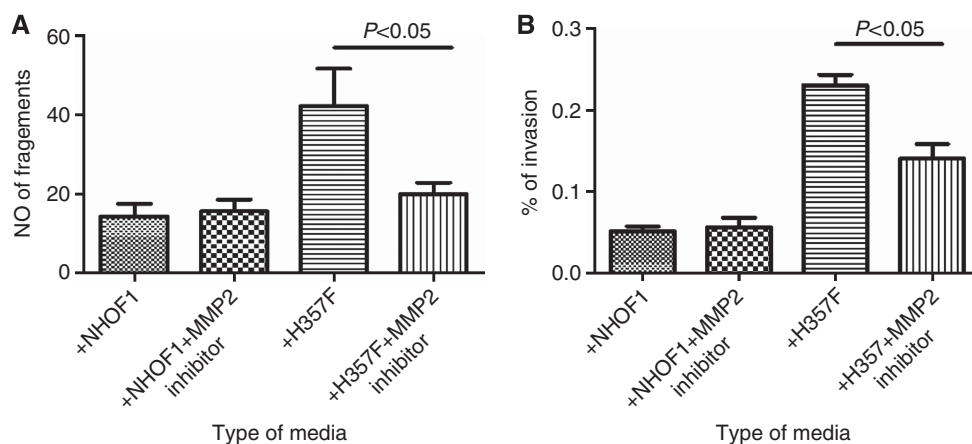 A
NO of fragements
60
40
20
0
P<0.05
+NHOF1
+NHOF1+MMP2
inhibitor
+H357F
+H357F+MMP2
inhibitor
Type of media
B
% of invasion
0.3
0.2
0.1
0.0
P<0.05
+NHOF1
+NHOF1+MMP2
inhibitor
+H357F
+H357+MMP2
inhibitor
Type of media